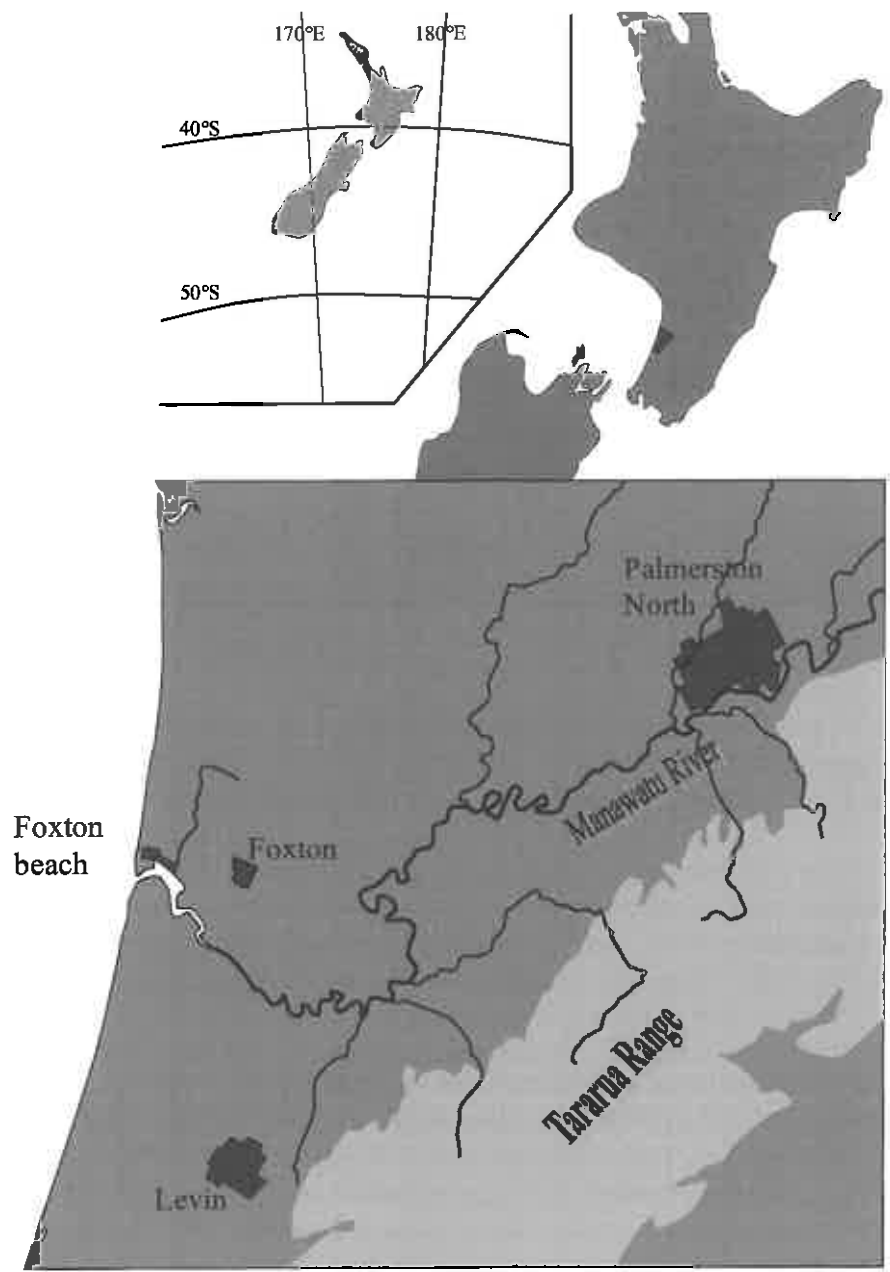 170°E
180°E
40°S
50°S
Palmerston
North
Manawatu River
Foxton
beach
Foxton
Tararua Range
Levin